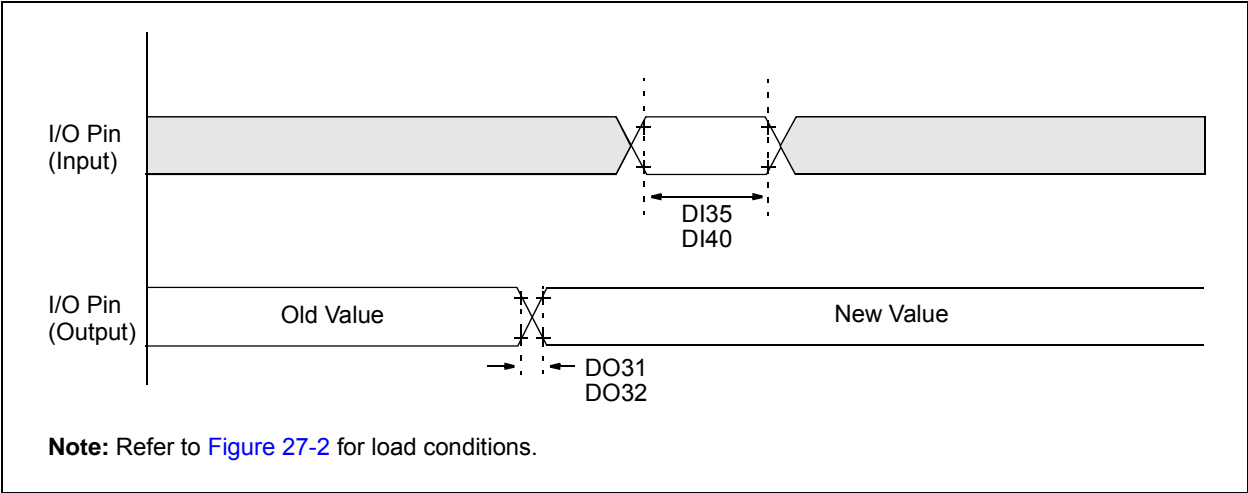 I/O Pin
(Input)
DI35
DI40
I/O Pin
(Output)
Old Value
New Value
DO31
DO32
Note: Refer to Figure 27-2 for load conditions.